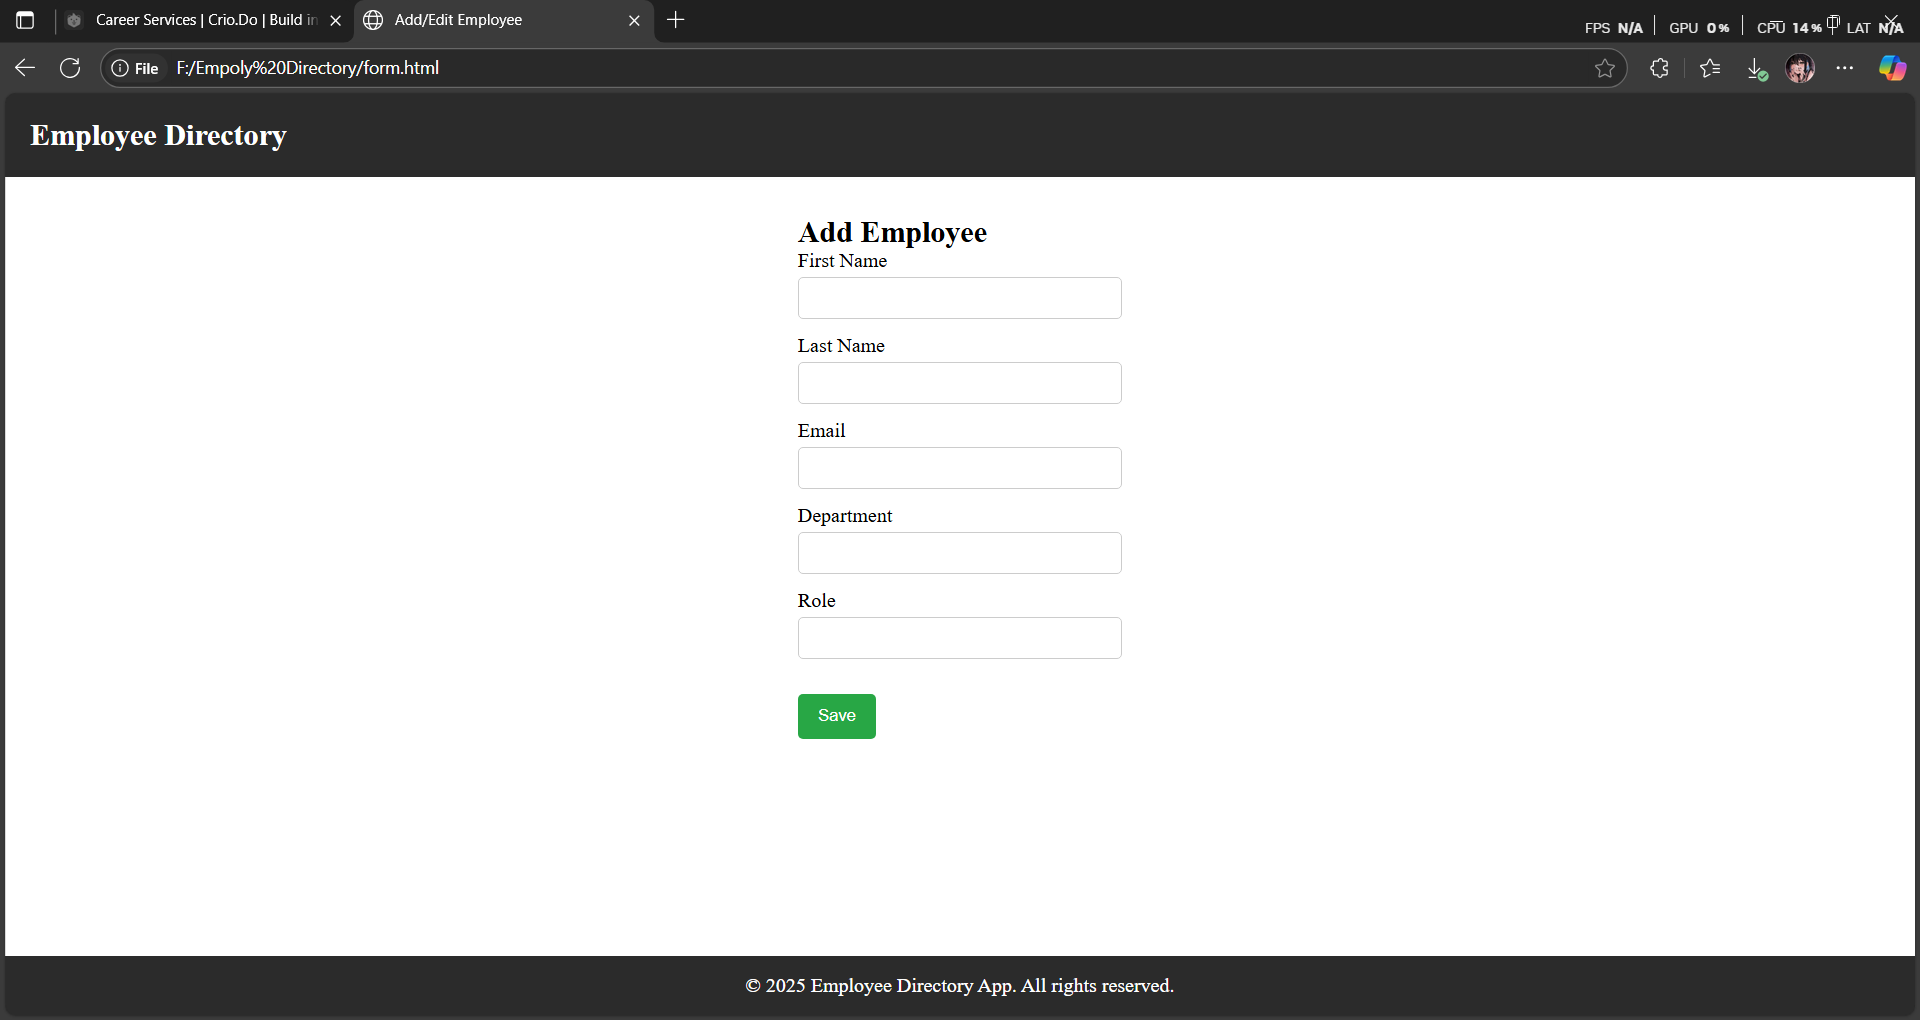 Career Services | Crio.Do | Build in
Add/Edit Employee
FPS N/A GPU 0% CPU 14% LAT N/A
File F:/Empoly%20Directory/form.html
Employee Directory
Add Employee
First Name
Last Name
Email
Department
Role
Save
© 2025 Employee Directory App. All rights reserved.